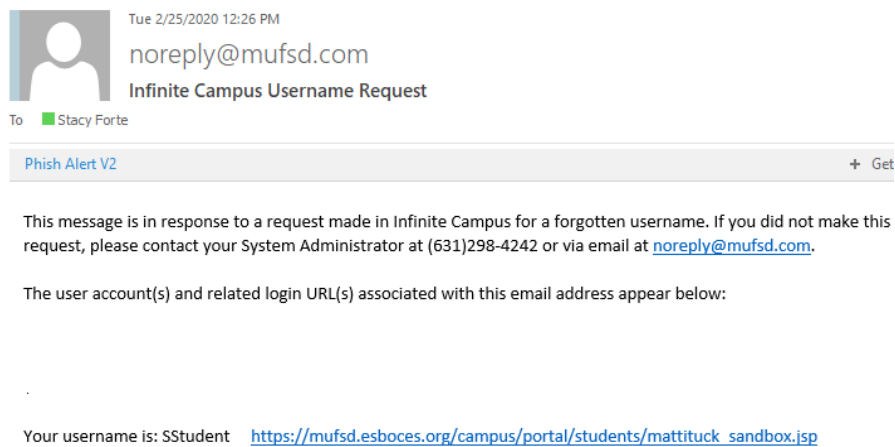 Tue 2/25/2020 12:26 PM
noreply@mufsd.com
Infinite Campus Username Request
To Stacy Forte
Phish Alert V2
+ Get
This message is in response to a request made in Infinite Campus for a forgotten username. If you did not make this
request, please contact your System Administrator at (631)298-4242 or via email at noreply@mufsd.com.
The user account(s) and related login URL(s) associated with this email address appear below:
.
Your username is: SStudent https://mufsd.esboces.org/campus/portal/students/mattituck_sandbox.jsp